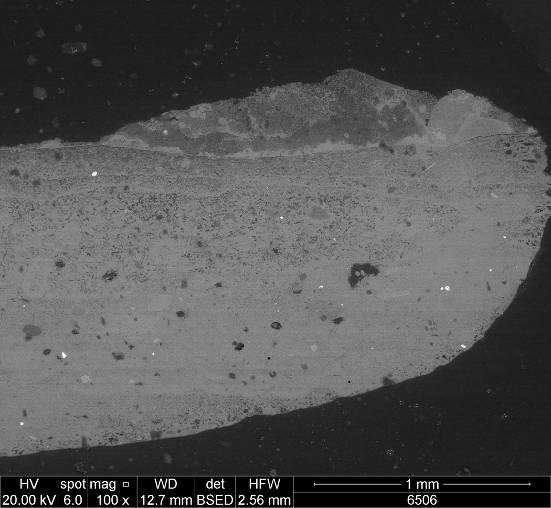 HV spot mag □ WD det HFW 1 mm
20.00 kV 6.0 100 x 12.7 mm BSED 2.56 mm 6506